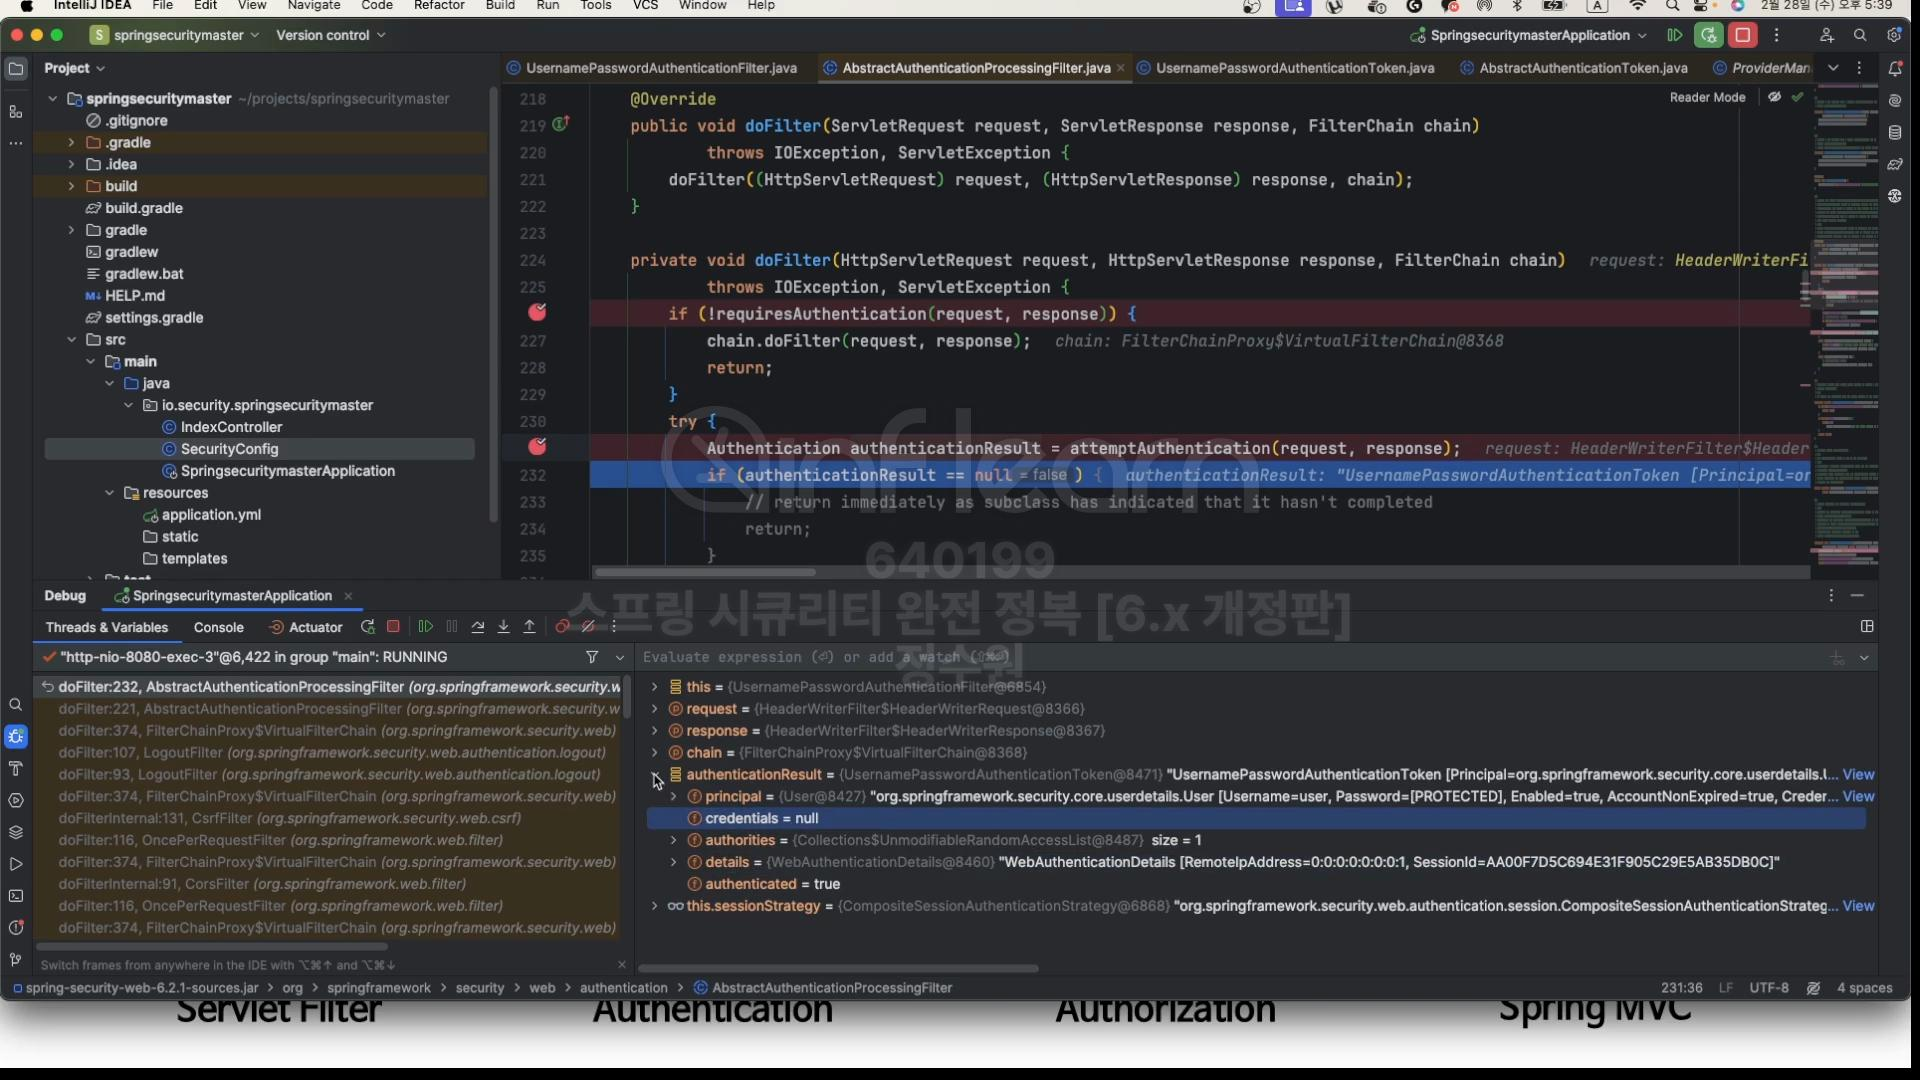 IntelliJ IDEA File Edit View Navigate Code Refactor Build Run Tools VCS Window Help A 2월 28일 (수) 오후 5:39
S springsecuritymaster Version control SpringsecuritymasterApplication
Project
UsernamePasswordAuthenticationFilter.java AbstractAuthenticationProcessingFilter.java UsernamePasswordAuthenticationToken.java AbstractAuthenticationToken.java ProviderMan
Reader Mode
springsecuritymaster ~/projects/springsecuritymaster
.gitignore
.gradle
.idea
build
build.gradle
gradle
gradlew
gradlew.bat
HELP.md
settings.gradle
src
main
java
io.security.springsecuritymaster
IndexController
SecurityConfig
SpringsecuritymasterApplication
resources
application.yml
static
templates
218 @Override
219 public void doFilter(ServletRequest request, ServletResponse response, FilterChain chain)
220 throws IOException, ServletException {
221 doFilter((HttpServletRequest) request, (HttpServletResponse) response, chain);
222 }
223
224 private void doFilter(HttpServletRequest request, HttpServletResponse response, FilterChain chain) request: HeaderWriterFi
225 throws IOException, ServletException {
if (!requiresAuthentication(request, response)) {
227 chain.doFilter(request, response); chain: FilterChainProxy$VirtualFilterChain@8368
228 return;
229 }
230 try {
Authentication authenticationResult = attemptAuthentication(request, response); request: HeaderWriterFilter$Header
232 if (authenticationResult == null = false ) { authenticationResult: "UsernamePasswordAuthenticationToken [Principal=or
233 // return immediately as subclass has indicated that it hasn't completed
234 return;
235 }
inflearn
640199
스프링 시큐리티 완전 정복 [6.x 개정판]
정수원
Debug SpringsecuritymasterApplication
Threads & Variables Console Actuator
"http-nio-8080-exec-3"@6,422 in group "main": RUNNING
doFilter:232, AbstractAuthenticationProcessingFilter (org.springframework.security.w
doFilter:221, AbstractAuthenticationProcessingFilter (org.springframework.security.w
doFilter:374, FilterChainProxy$VirtualFilterChain (org.springframework.security.web)
doFilter:107, LogoutFilter (org.springframework.security.web.authentication.logout)
doFilter:93, LogoutFilter (org.springframework.security.web.authentication.logout)
doFilter:374, FilterChainProxy$VirtualFilterChain (org.springframework.security.web)
doFilterInternal:131, CsrfFilter (org.springframework.security.web.csrf)
doFilter:116, OncePerRequestFilter (org.springframework.web.filter)
doFilter:374, FilterChainProxy$VirtualFilterChain (org.springframework.security.web)
doFilterInternal:91, CorsFilter (org.springframework.web.filter)
doFilter:116, OncePerRequestFilter (org.springframework.web.filter)
doFilter:374, FilterChainProxy$VirtualFilterChain (org.springframework.security.web)
Switch frames from anywhere in the IDE with ⌥⌘↑ and ⌥⌘↓
Evaluate expression (⏎) or add a watch
this = {UsernamePasswordAuthenticationFilter@6854}
request = {HeaderWriterFilter$HeaderWriterRequest@8366}
response = {HeaderWriterFilter$HeaderWriterResponse@8367}
chain = {FilterChainProxy$VirtualFilterChain@8368}
authenticationResult = {UsernamePasswordAuthenticationToken@8471} "UsernamePasswordAuthenticationToken [Principal=org.springframework.security.core.userdetails.U... View
principal = {User@8427} "org.springframework.security.core.userdetails.User [Username=user, Password=[PROTECTED], Enabled=true, AccountNonExpired=true, Creder... View
credentials = null
authorities = {Collections$UnmodifiableRandomAccessList@8487} size = 1
details = {WebAuthenticationDetails@8460} "WebAuthenticationDetails [RemoteIpAddress=0:0:0:0:0:0:0:1, SessionId=AA00F7D5C694E31F905C29E5AB35DB0C]"
authenticated = true
this.sessionStrategy = {CompositeSessionAuthenticationStrategy@6868} "org.springframework.security.web.authentication.session.CompositeSessionAuthenticationStrateg... View
spring-security-web-6.2.1-sources.jar > org > springframework > security > web > authentication > AbstractAuthenticationProcessingFilter 231:36 LF UTF-8 4 spaces
Servlet Filter Authentication Authorization Spring MVC